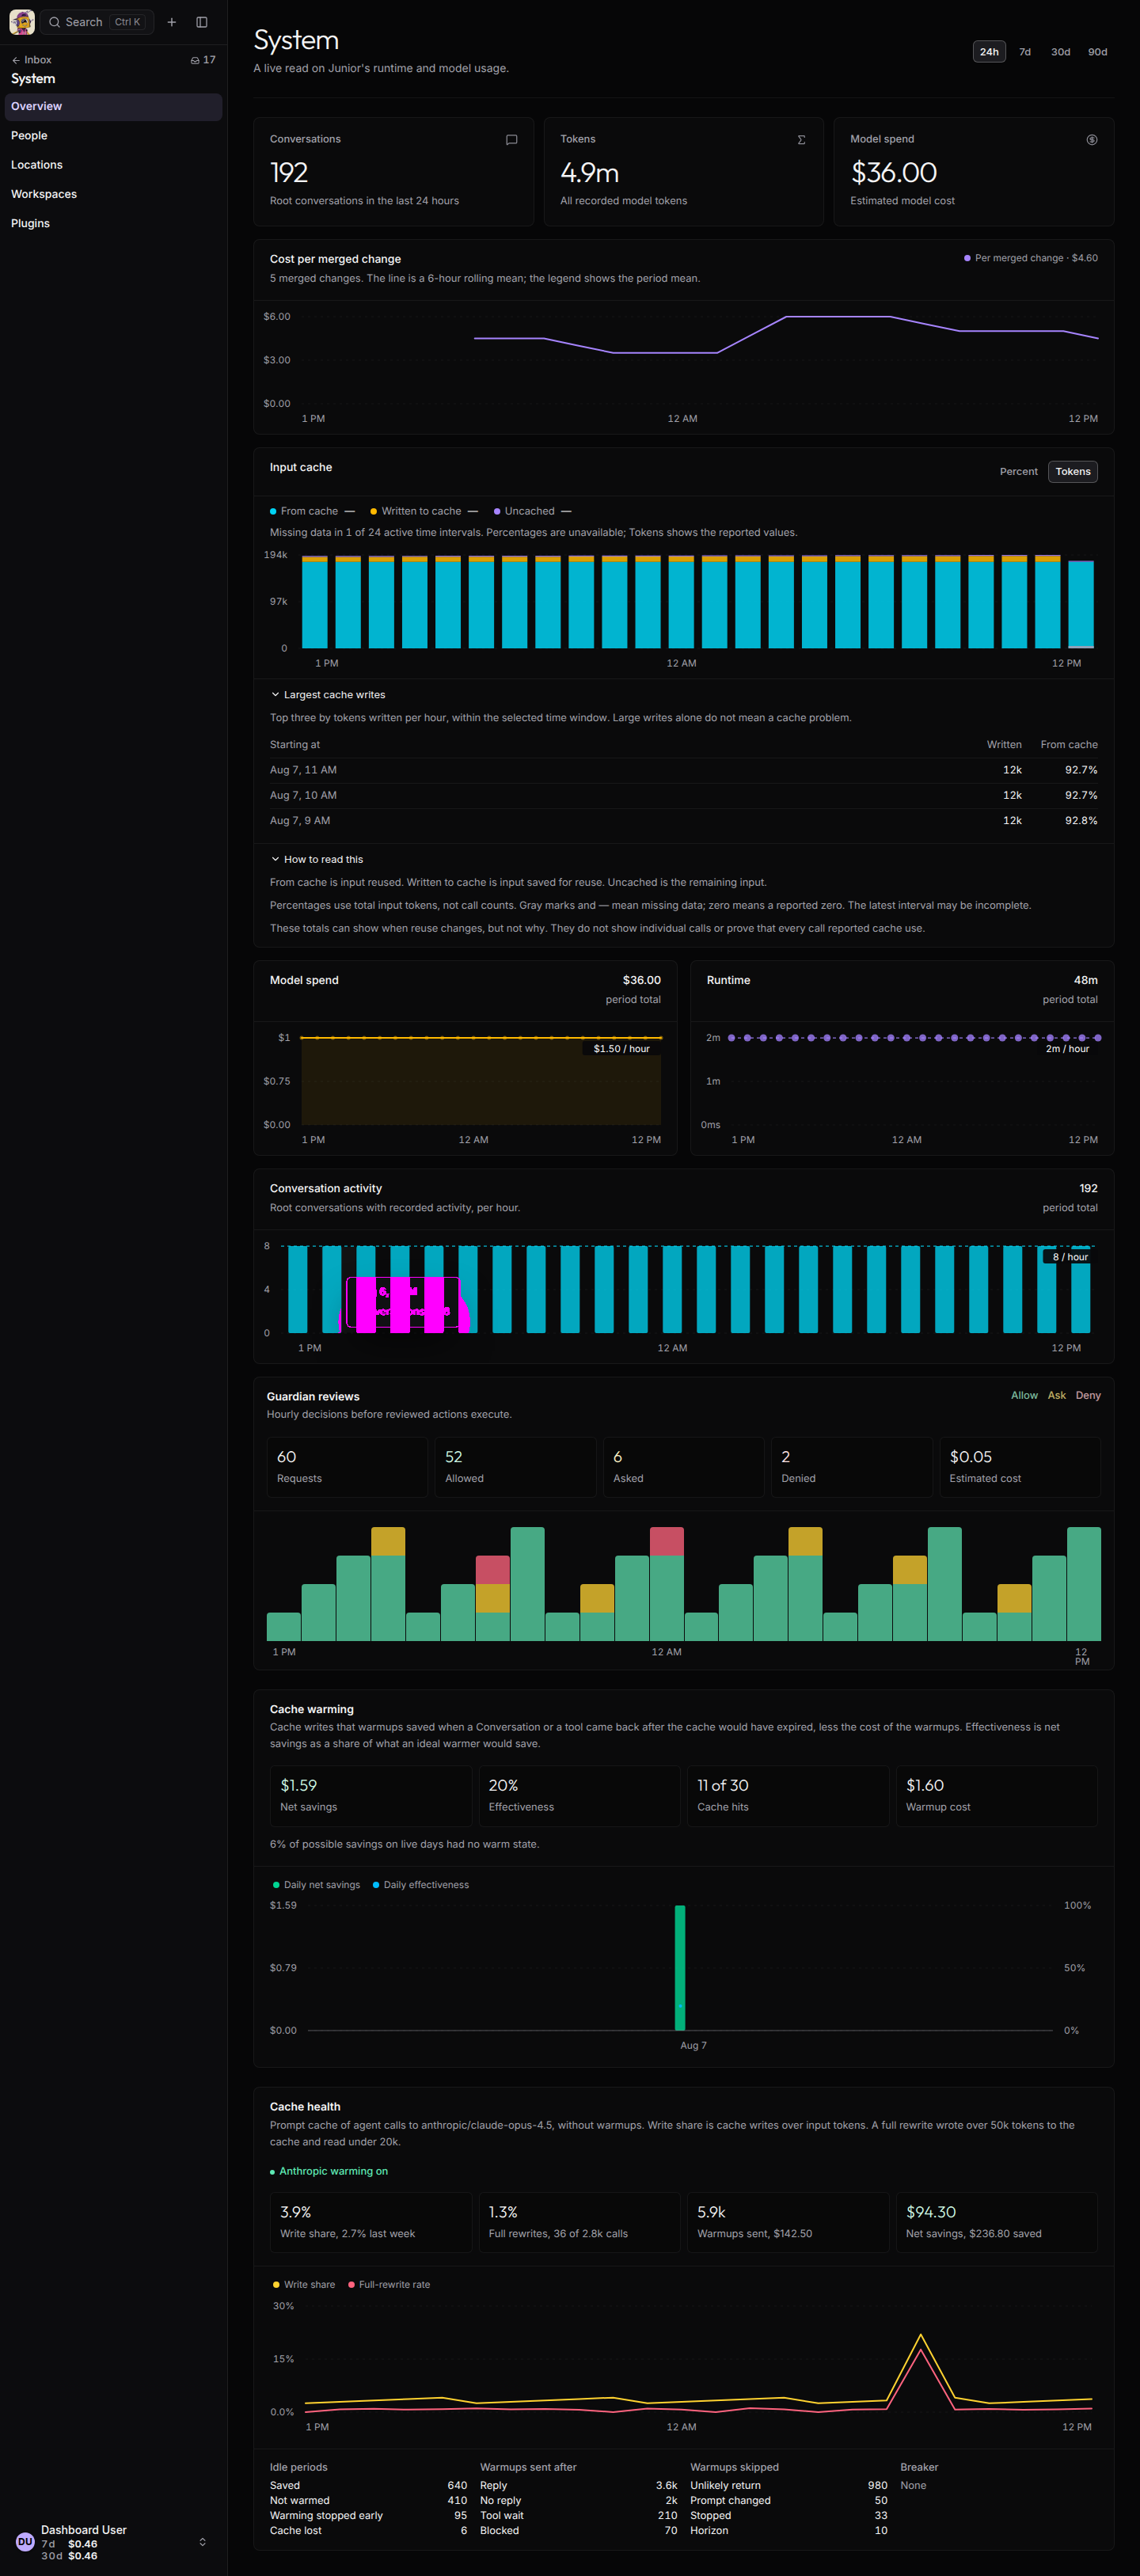 Search Ctrl K
Inbox 17
System
Overview
People
Locations
Workspaces
Plugins
System
A live read on Junior's runtime and model usage.
24h 7d 30d 90d
Conversations
192
Root conversations in the last 24 hours
Tokens
4.9m
All recorded model tokens
Model spend
$36.00
Estimated model cost
Cost per merged change
Per merged change · $4.60
5 merged changes. The line is a 6-hour rolling mean; the legend shows the period mean.
$6.00
$3.00
$0.00
1 PM 12 AM 12 PM
Input cache
Percent Tokens
From cache — Written to cache — Uncached —
Missing data in 1 of 24 active time intervals. Percentages are unavailable; Tokens shows the reported values.
194k
97k
0
1 PM 12 AM 12 PM
Largest cache writes
Top three by tokens written per hour, within the selected time window. Large writes alone do not mean a cache problem.
Starting at Written From cache
Aug 7, 11 AM 12k 92.7%
Aug 7, 10 AM 12k 92.7%
Aug 7, 9 AM 12k 92.8%
How to read this
From cache is input reused. Written to cache is input saved for reuse. Uncached is the remaining input.
Percentages use total input tokens, not call counts. Gray marks and — mean missing data; zero means a reported zero. The latest interval may be incomplete.
These totals can show when reuse changes, but not why. They do not show individual calls or prove that every call reported cache use.
Model spend $36.00
period total
$1
$1.50 / hour
$0.75
$0.00
1 PM 12 AM 12 PM
Runtime 48m
period total
2m
2m / hour
1m
0ms
1 PM 12 AM 12 PM
Conversation activity 192
Root conversations with recorded activity, per hour. period total
8
8 / hour
4
0
1 PM 12 AM 12 PM
Guardian reviews
Allow Ask Deny
Hourly decisions before reviewed actions execute.
60
Requests
52
Allowed
6
Asked
2
Denied
$0.05
Estimated cost
1 PM 12 AM 12 PM
Cache warming
Cache writes that warmups saved when a Conversation or a tool came back after the cache would have expired, less the cost of the warmups. Effectiveness is net
savings as a share of what an ideal warmer would save.
$1.59
Net savings
20%
Effectiveness
11 of 30
Cache hits
$1.60
Warmup cost
6% of possible savings on live days had no warm state.
Daily net savings Daily effectiveness
$1.59 100%
$0.79 50%
$0.00 0%
Aug 7
Cache health
Prompt cache of agent calls to anthropic/claude-opus-4.5, without warmups. Write share is cache writes over input tokens. A full rewrite wrote over 50k tokens to the
cache and read under 20k.
Anthropic warming on
3.9%
Write share, 2.7% last week
1.3%
Full rewrites, 36 of 2.8k calls
5.9k
Warmups sent, $142.50
$94.30
Net savings, $236.80 saved
Write share Full-rewrite rate
30%
15%
0.0%
1 PM 12 AM 12 PM
Idle periods Warmups sent after Warmups skipped Breaker
Saved 640 Reply 3.6k Unlikely return 980 None
Not warmed 410 No reply 2k Prompt changed 50
Warming stopped early 95 Tool wait 210 Stopped 33
Cache lost 6 Blocked 70 Horizon 10
DU
Dashboard User
7d $0.46
30d $0.46